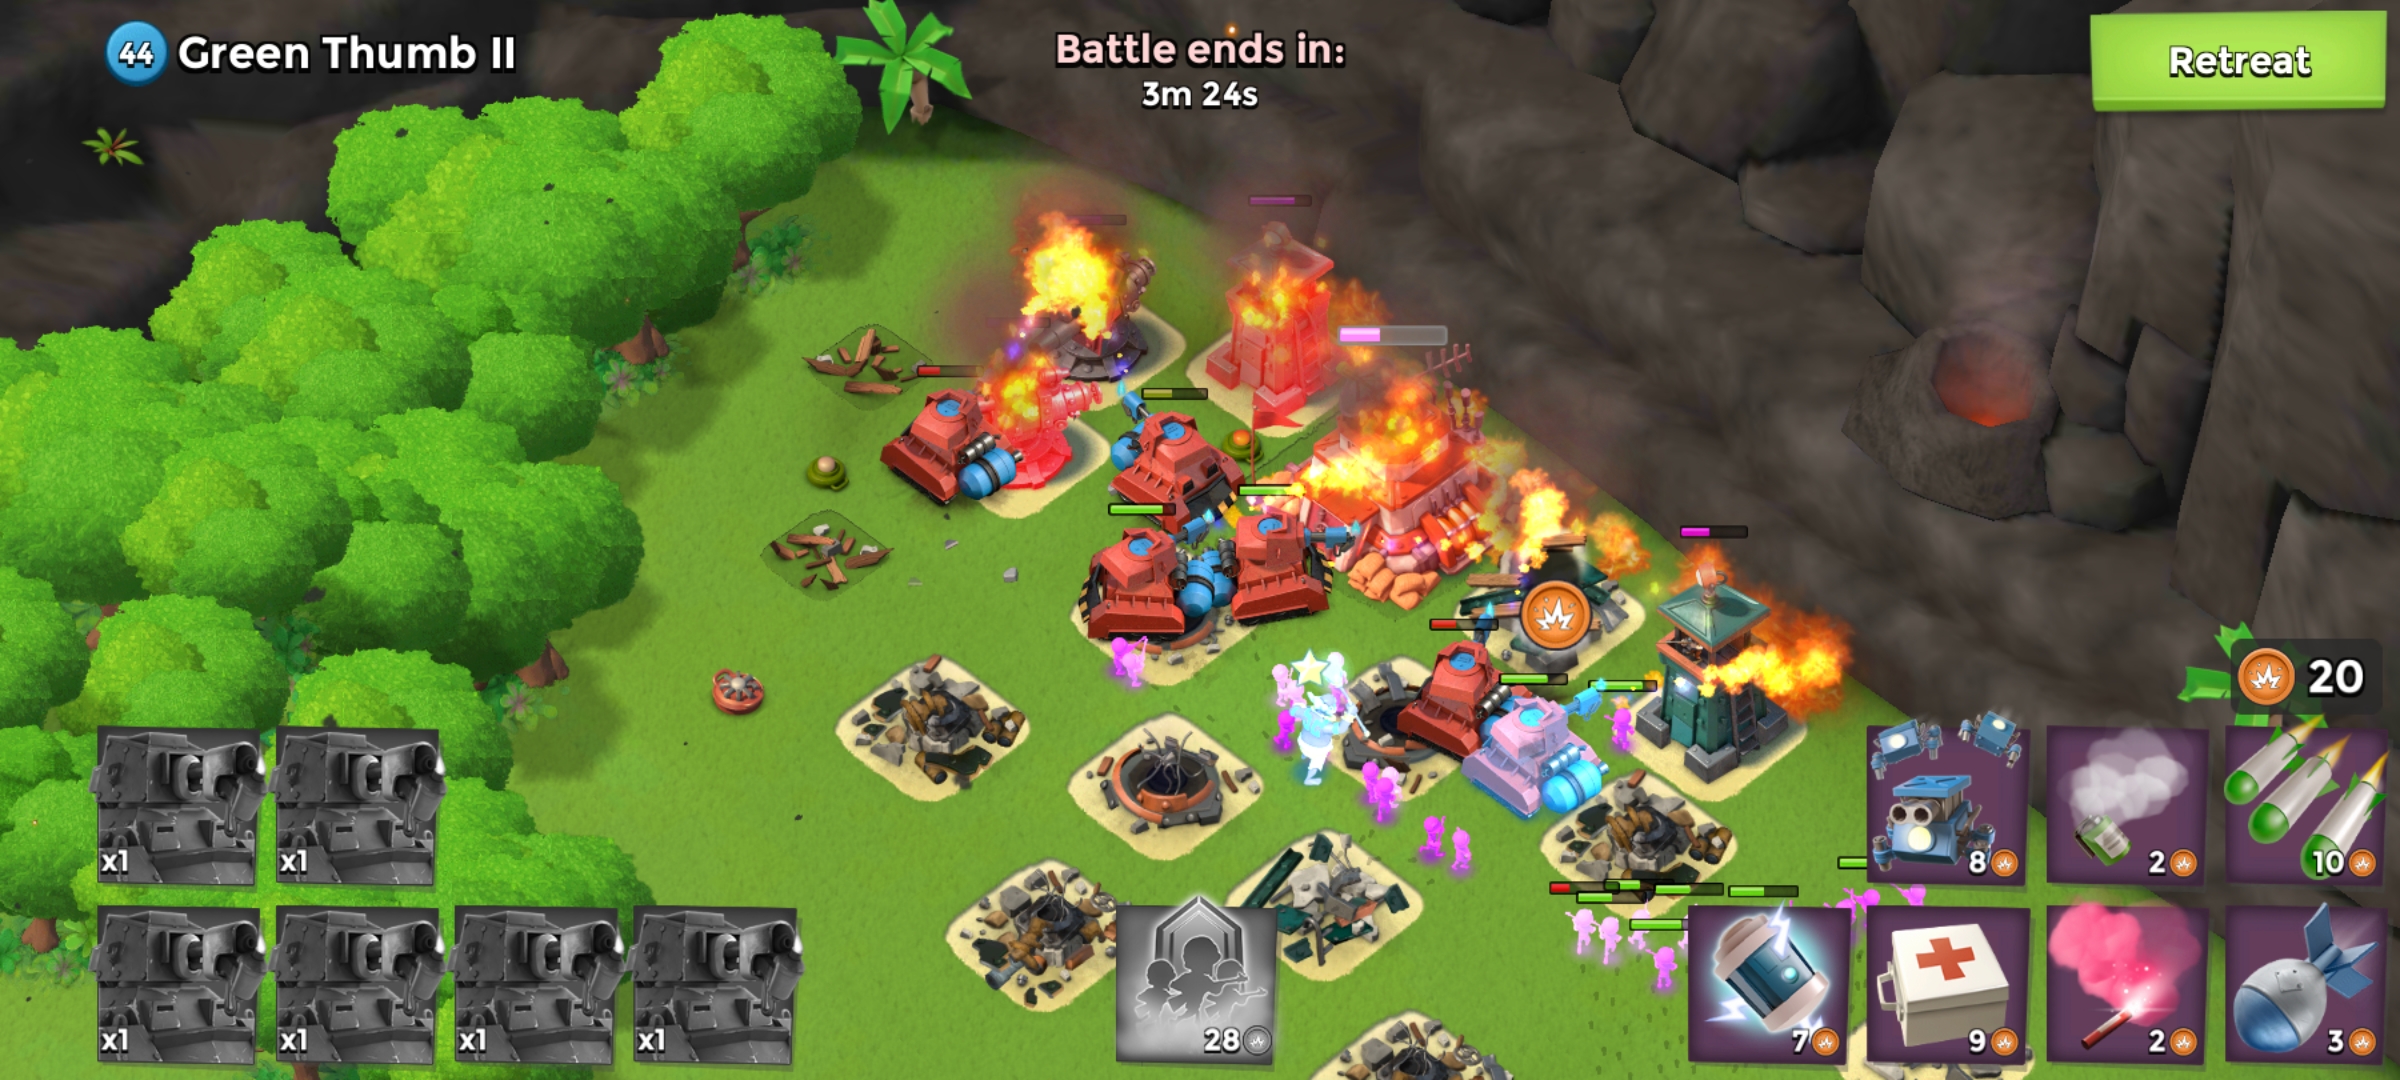 44 Green Thumb II
Battle ends in:
3m 24s
Retreat
20
x1
x1
8
2
10
x1
x1
x1
x1
28
7
9
2
3